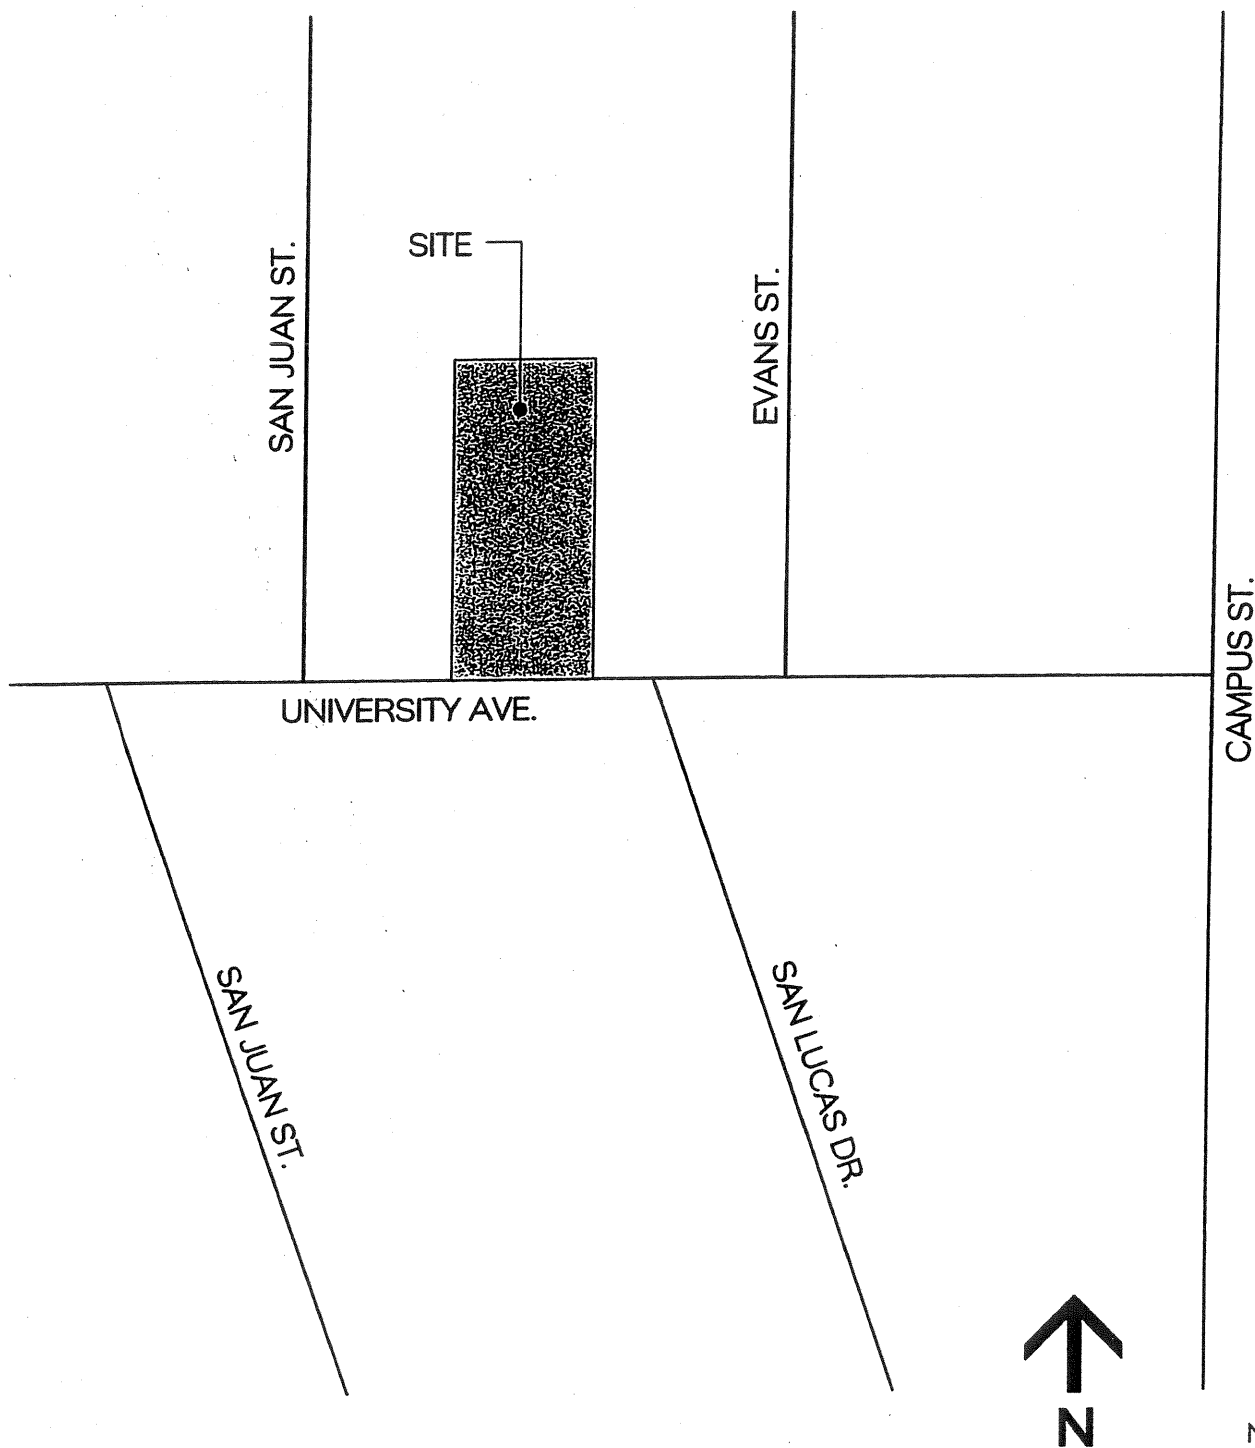 SITE
SAN JUAN ST.
EVANS ST.
CAMPUS ST.
UNIVERSITY AVE.
SAN JUAN ST.
SAN LUCAS DR.
N